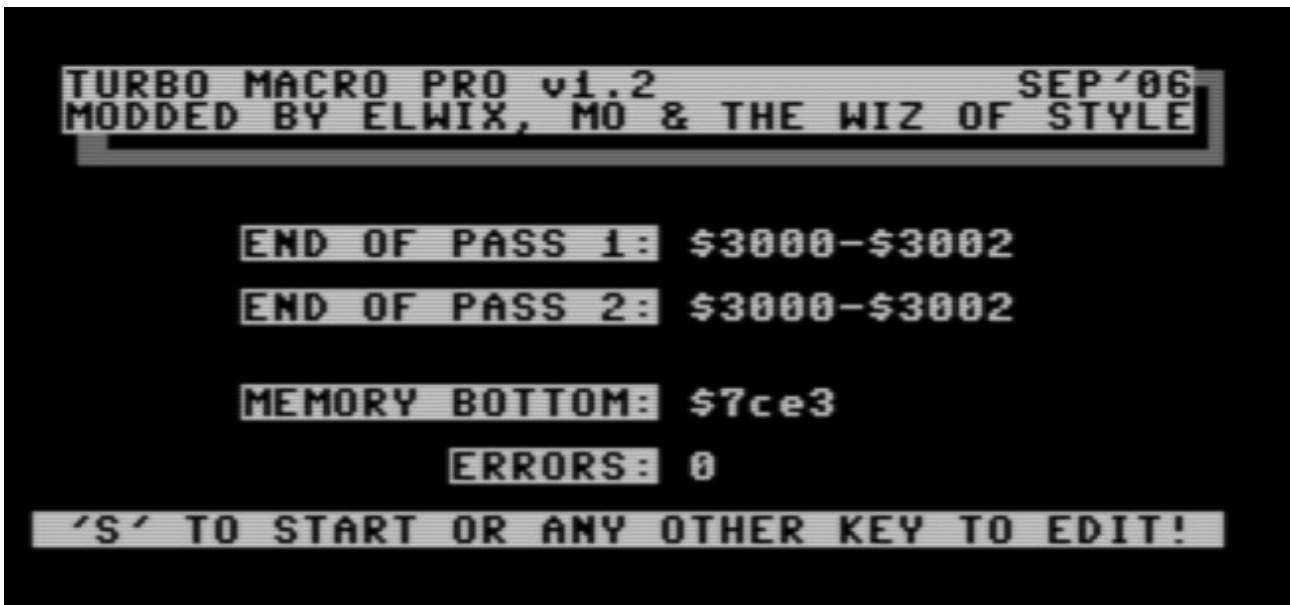 TURBO MACRO PRO v1.2 SEP'06
MODDED BY ELWIX, MO & THE WIZ OF STYLE
END OF PASS 1: $3000-$3002
END OF PASS 2: $3000-$3002
MEMORY BOTTOM: $7ce3
ERRORS: 0
'S' TO START OR ANY OTHER KEY TO EDIT!